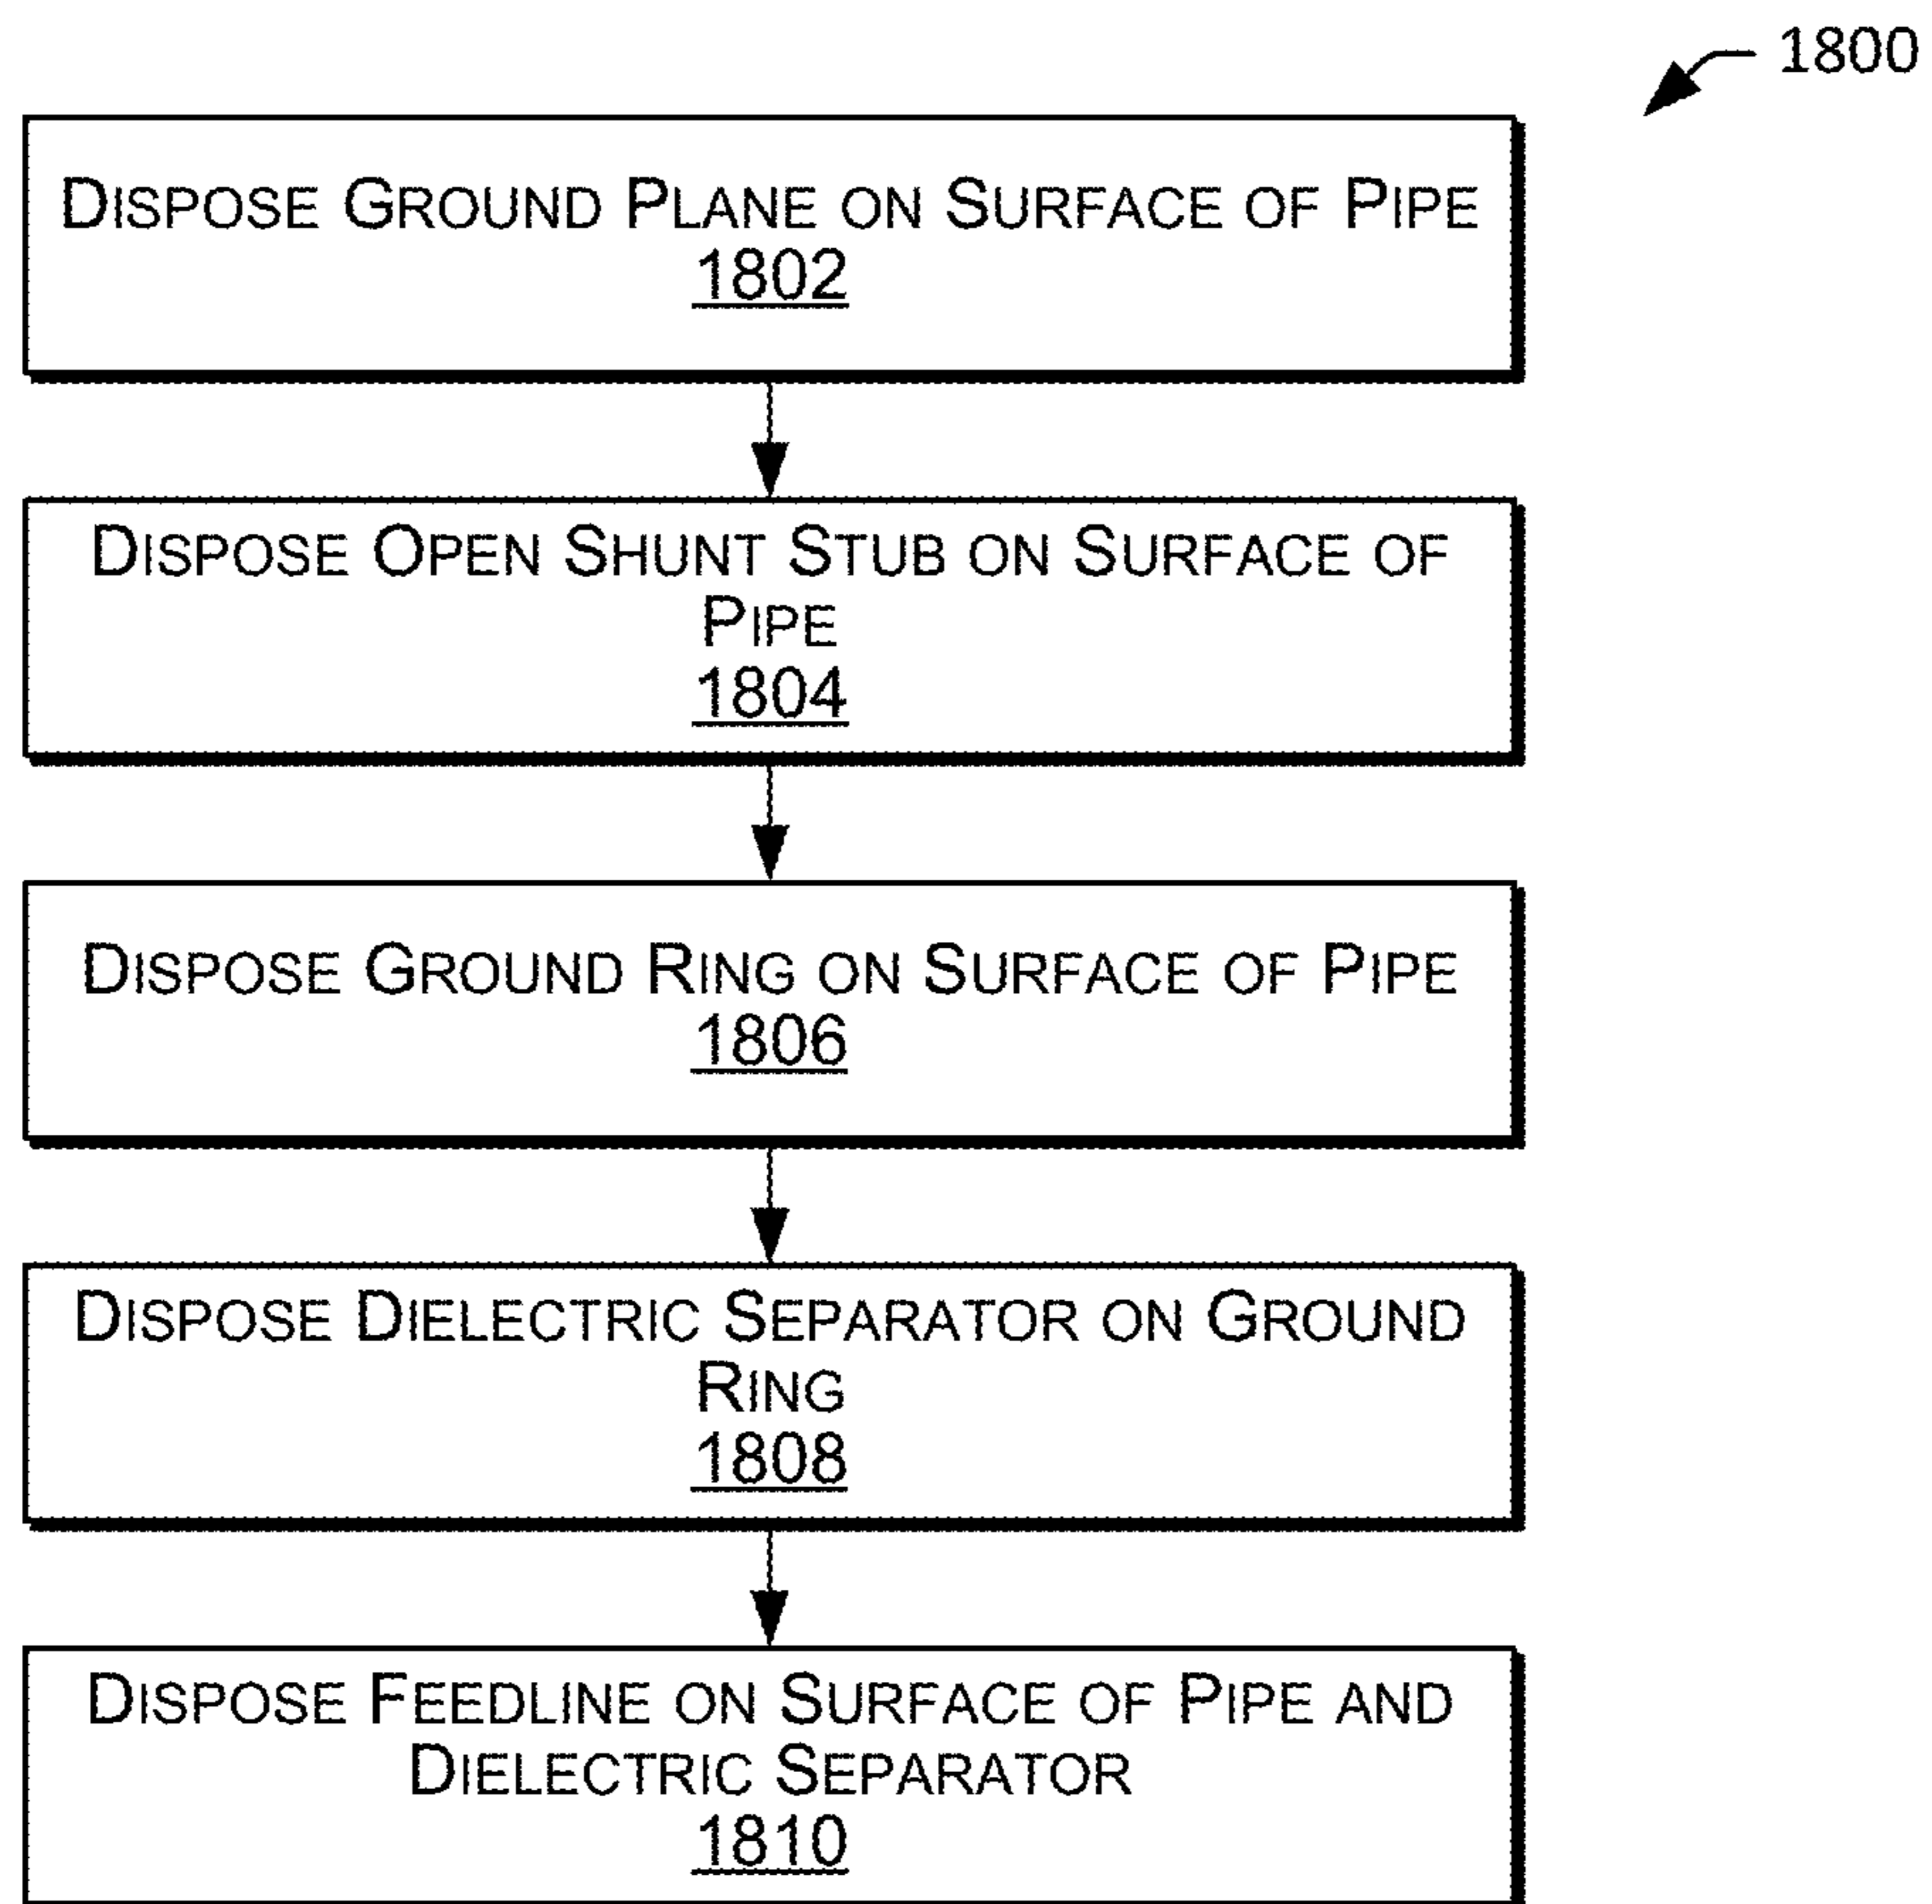 1800
DISPOSE GROUND PLANE ON SURFACE OF PIPE
1802
DISPOSE OPEN SHUNT STUB ON SURFACE OF
PIPE
1804
DISPOSE GROUND RING ON SURFACE OF PIPE
1806
DISPOSE DIELECTRIC SEPARATOR ON GROUND
RING
1808
DISPOSE FEEDLINE ON SURFACE OF PIPE AND
DIELECTRIC SEPARATOR
1810